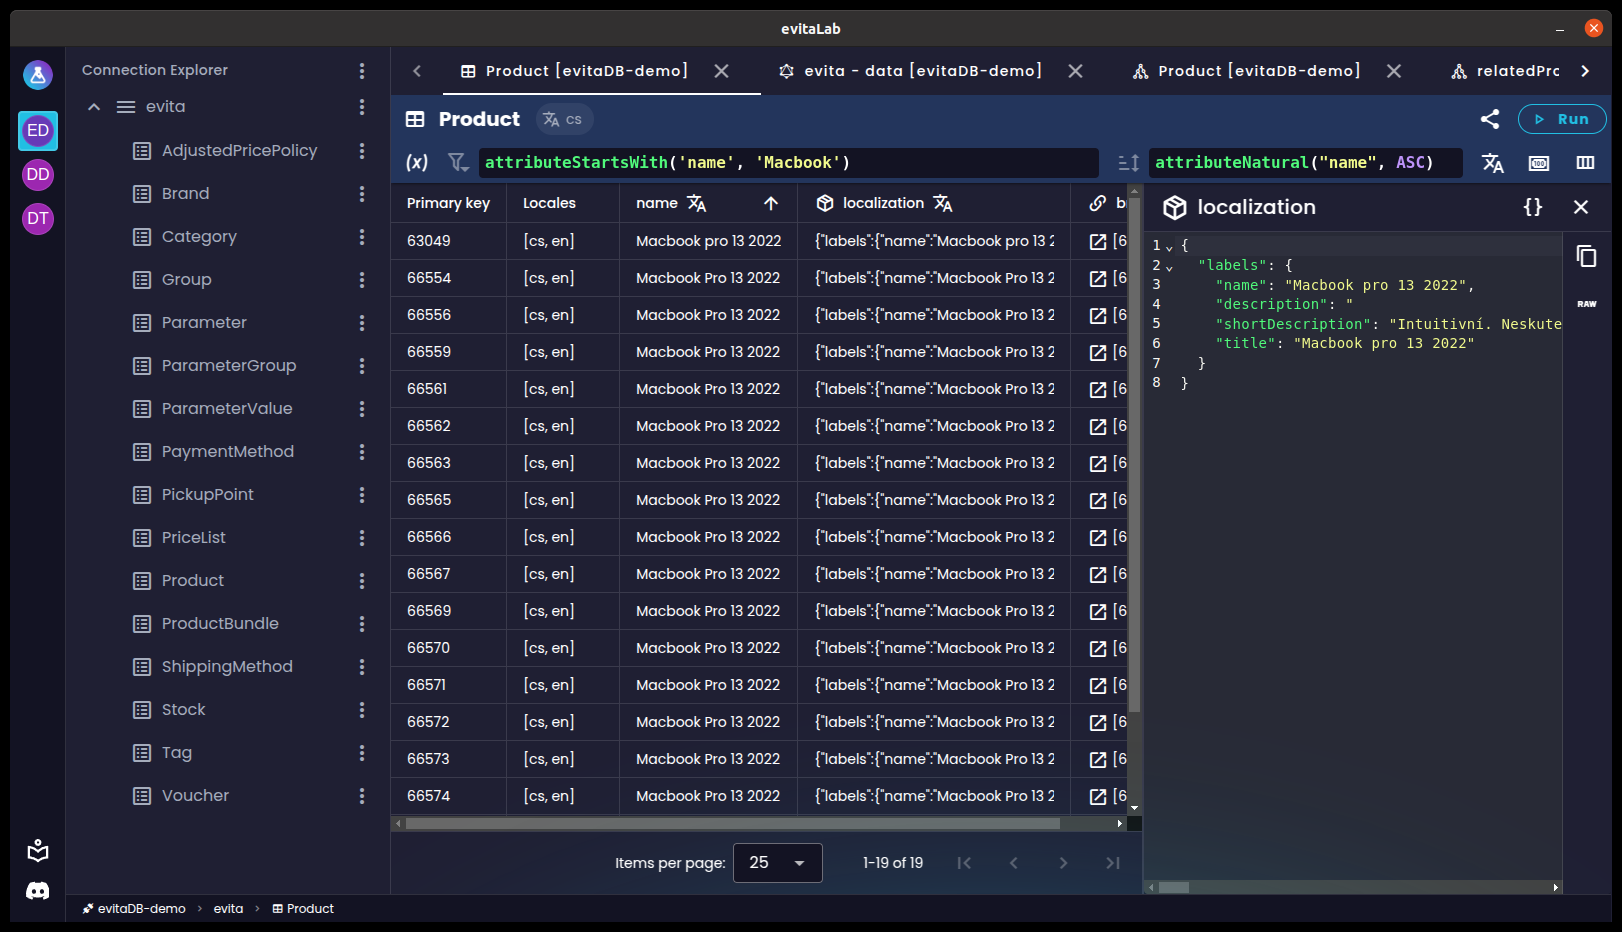 evitaLab
Connection Explorer
Product [evitaDB-demo]
evita - data [evitaDB-demo]
Product [evitaDB-demo]
relatedPro
ED
DD
DT
evita
AdjustedPricePolicy
Brand
Category
Group
Parameter
ParameterGroup
ParameterValue
PaymentMethod
PickupPoint
PriceList
Product
ProductBundle
ShippingMethod
Stock
Tag
Voucher
Product
cs
Run
(x)
attributeStartsWith('name', 'Macbook')
attributeNatural("name", ASC)
Primary key Locales name localization b
63049 [cs, en] Macbook pro 13 2022 {"labels":{"name":"Macbook pro 13 2 [6
66554 [cs, en] Macbook Pro 13 2022 {"labels":{"name":"Macbook Pro 13 2 [6
66556 [cs, en] Macbook Pro 13 2022 {"labels":{"name":"Macbook Pro 13 2 [6
66559 [cs, en] Macbook Pro 13 2022 {"labels":{"name":"Macbook Pro 13 2 [6
66561 [cs, en] Macbook Pro 13 2022 {"labels":{"name":"Macbook Pro 13 2 [6
66562 [cs, en] Macbook Pro 13 2022 {"labels":{"name":"Macbook Pro 13 2 [6
66563 [cs, en] Macbook Pro 13 2022 {"labels":{"name":"Macbook Pro 13 2 [6
66565 [cs, en] Macbook Pro 13 2022 {"labels":{"name":"Macbook Pro 13 2 [6
66566 [cs, en] Macbook Pro 13 2022 {"labels":{"name":"Macbook Pro 13 2 [6
66567 [cs, en] Macbook Pro 13 2022 {"labels":{"name":"Macbook Pro 13 2 [6
66569 [cs, en] Macbook Pro 13 2022 {"labels":{"name":"Macbook Pro 13 2 [6
66570 [cs, en] Macbook Pro 13 2022 {"labels":{"name":"Macbook Pro 13 2 [6
66571 [cs, en] Macbook Pro 13 2022 {"labels":{"name":"Macbook Pro 13 2 [6
66572 [cs, en] Macbook Pro 13 2022 {"labels":{"name":"Macbook Pro 13 2 [6
66573 [cs, en] Macbook Pro 13 2022 {"labels":{"name":"Macbook Pro 13 2 [6
66574 [cs, en] Macbook Pro 13 2022 {"labels":{"name":"Macbook Pro 13 2 [6
Items per page: 25 1-19 of 19
localization {}
1 {
2 "labels": {
3 "name": "Macbook pro 13 2022",
4 "description": "
5 "shortDescription": "Intuitivní. Neskute
6 "title": "Macbook pro 13 2022"
7 }
8 }
RAW
evitaDB-demo > evita > Product